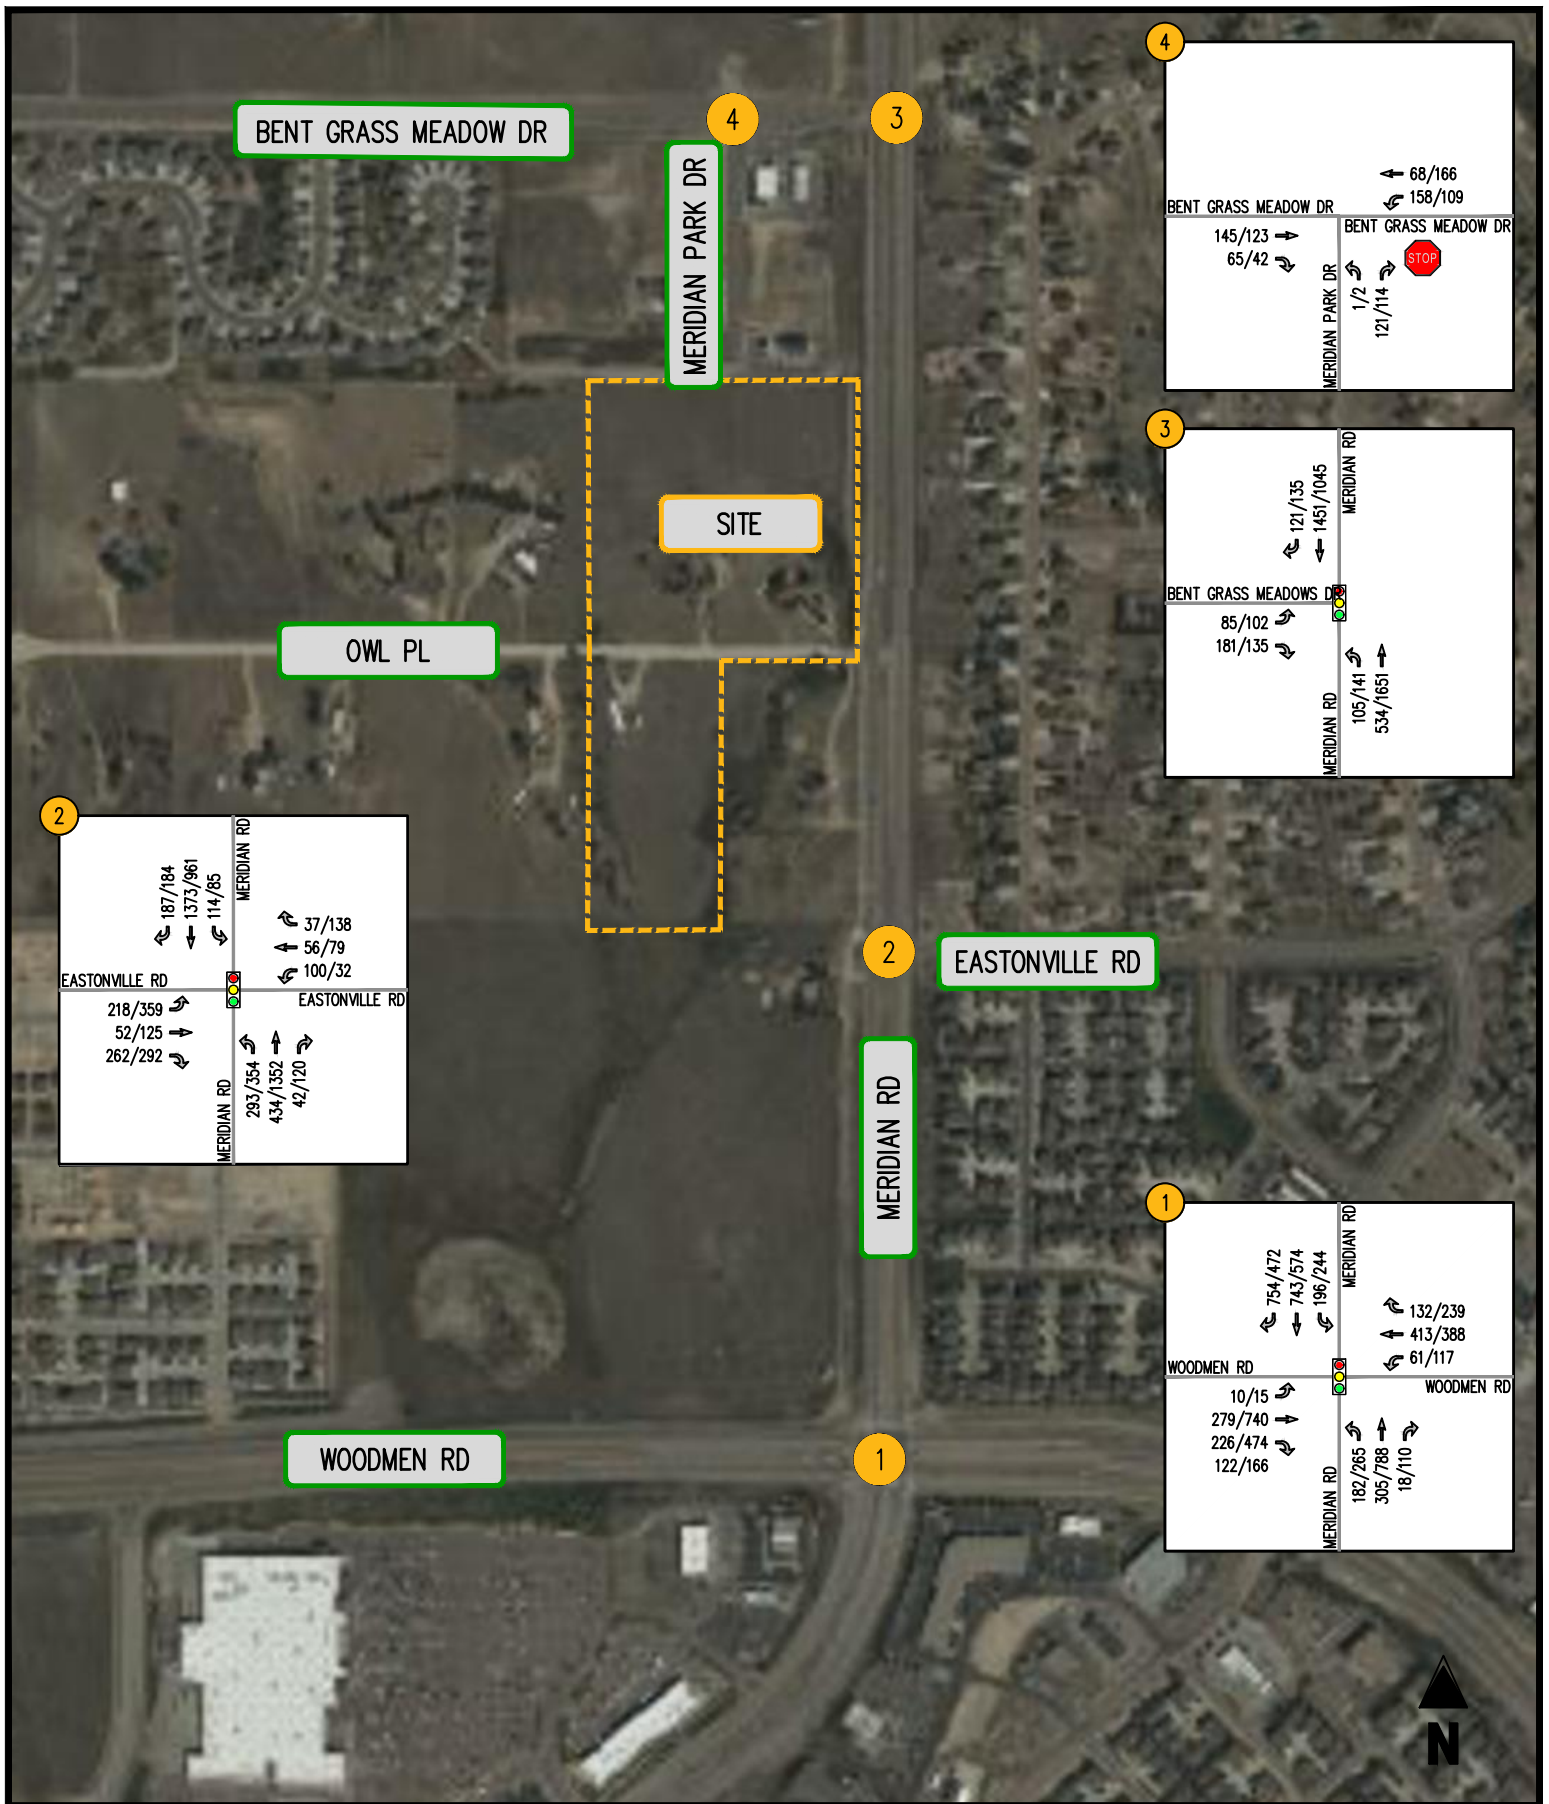 4
BENT GRASS MEADOW DR
4
3
MERIDIAN PARK DR
68/166
158/109
BENT GRASS MEADOW DR
BENT GRASS MEADOW DR
145/123
65/42
STOP
MERIDIAN PARK DR
1/2
121/114
3
MERIDIAN RD
121/135
1451/1045
BENT GRASS MEADOWS DR
85/102
181/135
MERIDIAN RD
105/141
534/1651
SITE
OWL PL
2
187/184
1373/961
114/85
MERIDIAN RD
37/138
56/79
100/32
EASTONVILLE RD
EASTONVILLE RD
218/359
52/125
262/292
MERIDIAN RD
293/354
434/1352
42/120
2
EASTONVILLE RD
MERIDIAN RD
1
754/472
743/574
196/244
MERIDIAN RD
132/239
413/388
61/117
WOODMEN RD
WOODMEN RD
10/15
279/740
226/474
122/166
MERIDIAN RD
182/265
305/788
18/110
WOODMEN RD
1
N